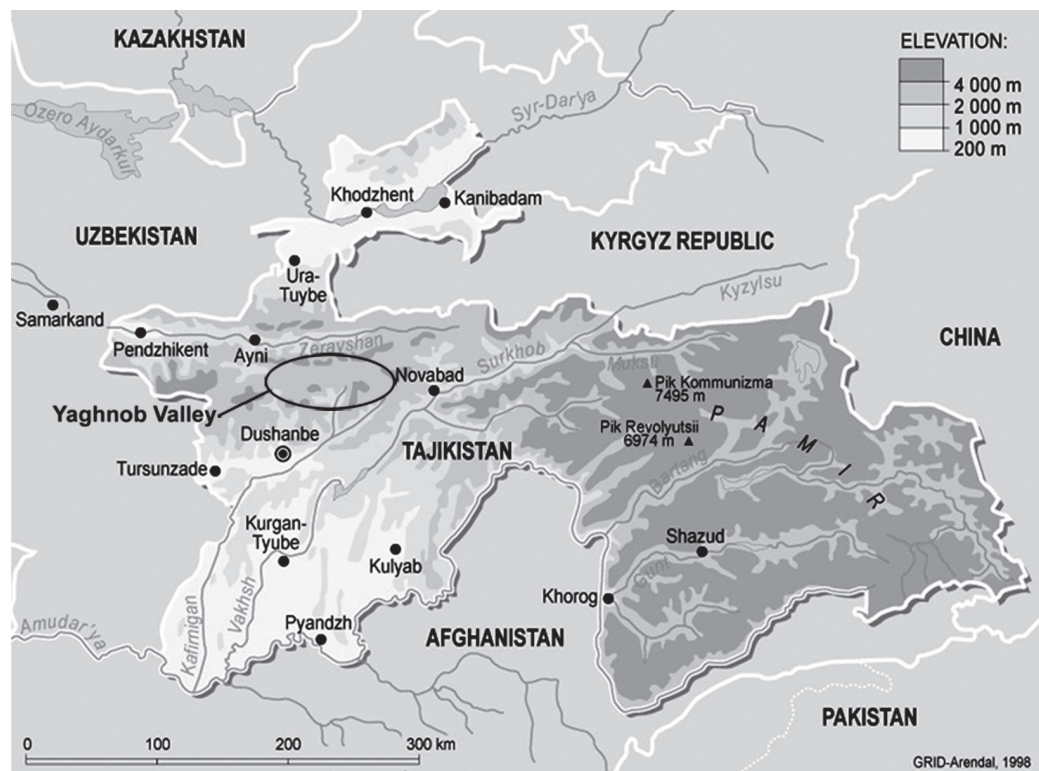 KAZAKHSTAN
ELEVATION:
4 000 m
2 000 m
1 000 m
200 m
Ozero Aydarkul'
Syr-Dar'ya
Khodzhent
Kanibadam
UZBEKISTAN
KYRGYZ REPUBLIC
Ura-
Tuybe
Kyzylsu
Samarkand
Pendzhikent
Ayni
Zeravshan
Surkhob
CHINA
Novabad
Muksu
Pik Kommunizma
7495 m
Yaghnob Valley
Pik Revolyutsii
6974 m
PAMIR
Dushanbe
TAJIKISTAN
Tursunzade
Bartang
Kurgan-
Tyube
Shazud
Kulyab
Gunt
Khorog
Kafirnigan
Vakhsh
Amudar'ya
Pyandzh
AFGHANISTAN
PAKISTAN
0 100 200 300 km
GRID-Arendal, 1998